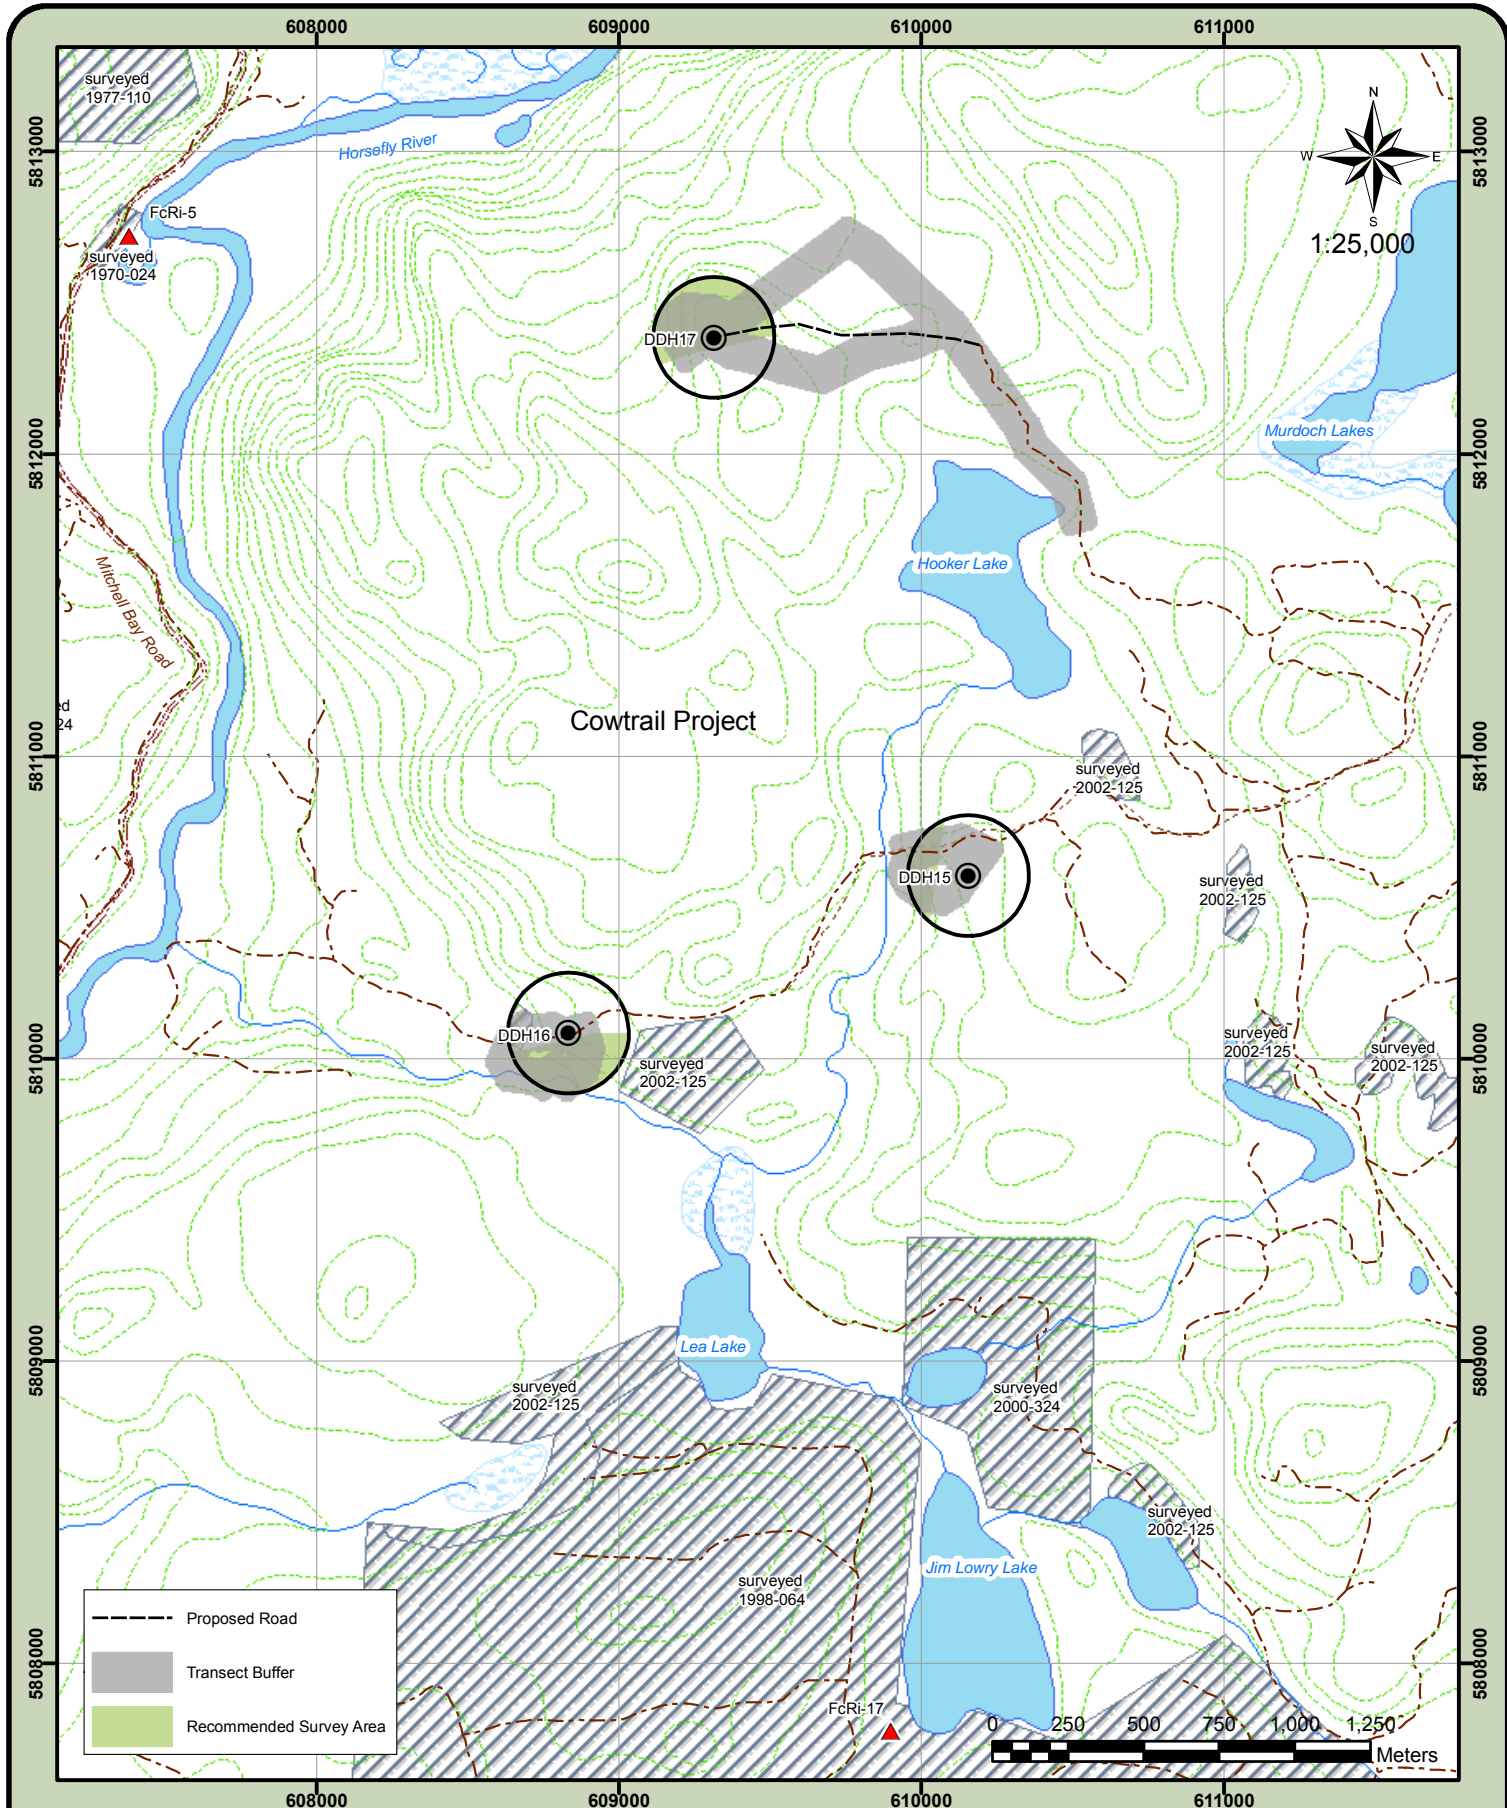 608000 609000 610000 611000
surveyed
1977-110
5813000
Horsefly River
5813000
N
W E
S
1:25,000
FcRi-5
surveyed
1970-024
DDH17
Murdoch Lakes
5812000
5812000
Hooker Lake
Mitchell Bay Road
ed
24
Cowtrail Project
5811000
5811000
surveyed
2002-125
DDH15
surveyed
2002-125
DDH16
surveyed
2002-125
surveyed
2002-125
surveyed
2002-125
5810000
5810000
Lea Lake
5809000
5809000
surveyed
2002-125
surveyed
2000-324
surveyed
2002-125
Jim Lowry Lake
surveyed
1998-064
Proposed Road
Transect Buffer
Recommended Survey Area
5808000
5808000
FcRi-17
0 250 500 750 1,000 1,250
Meters
608000 609000 610000 611000